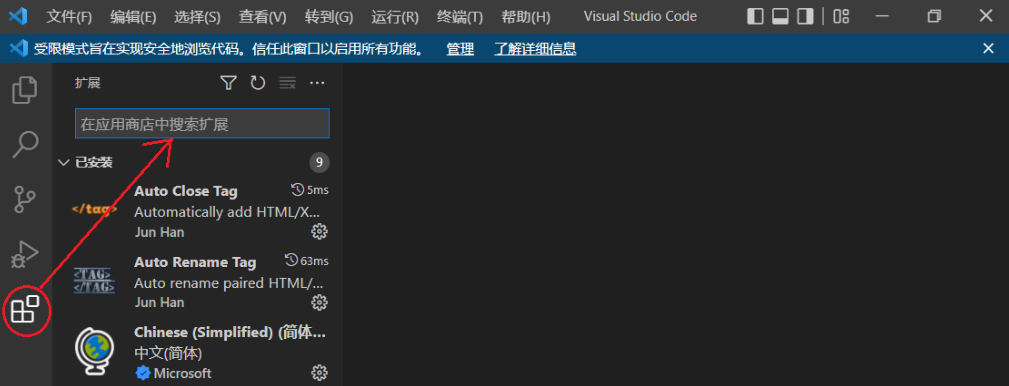 文件(F) 编辑(E) 选择(S) 查看(V) 转到(G) 运行(R) 终端(T) 帮助(H) Visual Studio Code
受限模式旨在实现安全地浏览代码。信任此窗口以启用所有功能。 管理 了解详细信息
扩展
在应用商店中搜索扩展
已安装 9
Auto Close Tag 5ms
</tag> Automatically add HTML/X...
Jun Han
Auto Rename Tag 63ms
<TAG>
</TAG> Auto rename paired HTML/...
Jun Han
Chinese (Simplified) (简体...
中文(简体)
Microsoft